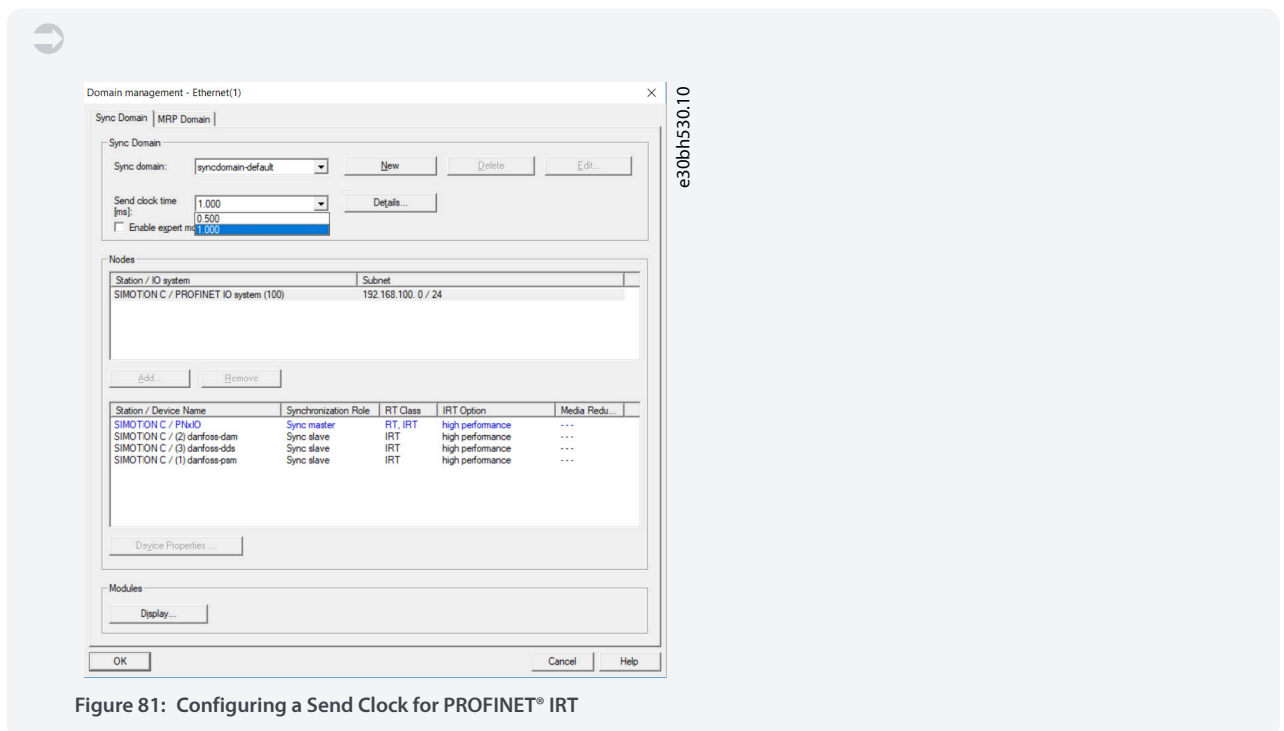 Domain management - Ethernet(1)
Sync Domain MRP Domain
Sync Domain
Sync domain: syncdomain-default New Delete Edit...
Send clock time
[ms]: 1.000 Details...
0.500
Enable expert mo 1.000
Nodes
Station / IO system Subnet
SIMOTION C / PROFINET IO system (100) 192.168.100. 0 / 24
Add... Remove
Station / Device Name Synchronization Role RT Class IRT Option Media Redu...
SIMOTION C / PNxIO Sync master RT, IRT high performance ---
SIMOTION C / (2) danfoss-dam Sync slave IRT high performance ---
SIMOTION C / (3) danfoss-dds Sync slave IRT high performance ---
SIMOTION C / (1) danfoss-psm Sync slave IRT high performance ---
Device Properties ...
Modules
Display...
OK Cancel Help
e30bh530.10
Figure 81: Configuring a Send Clock for PROFINET® IRT